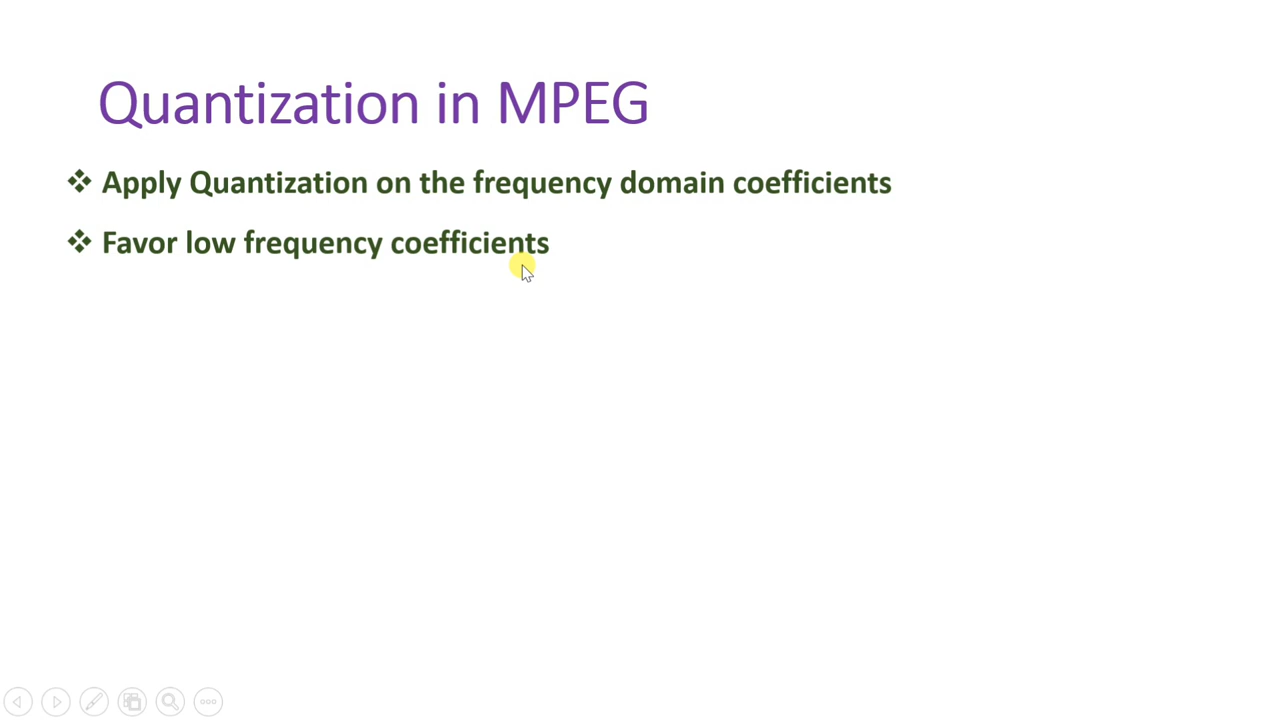 Quantization in MPEG
❖ Apply Quantization on the frequency domain coefficients
❖ Favor low frequency coefficients